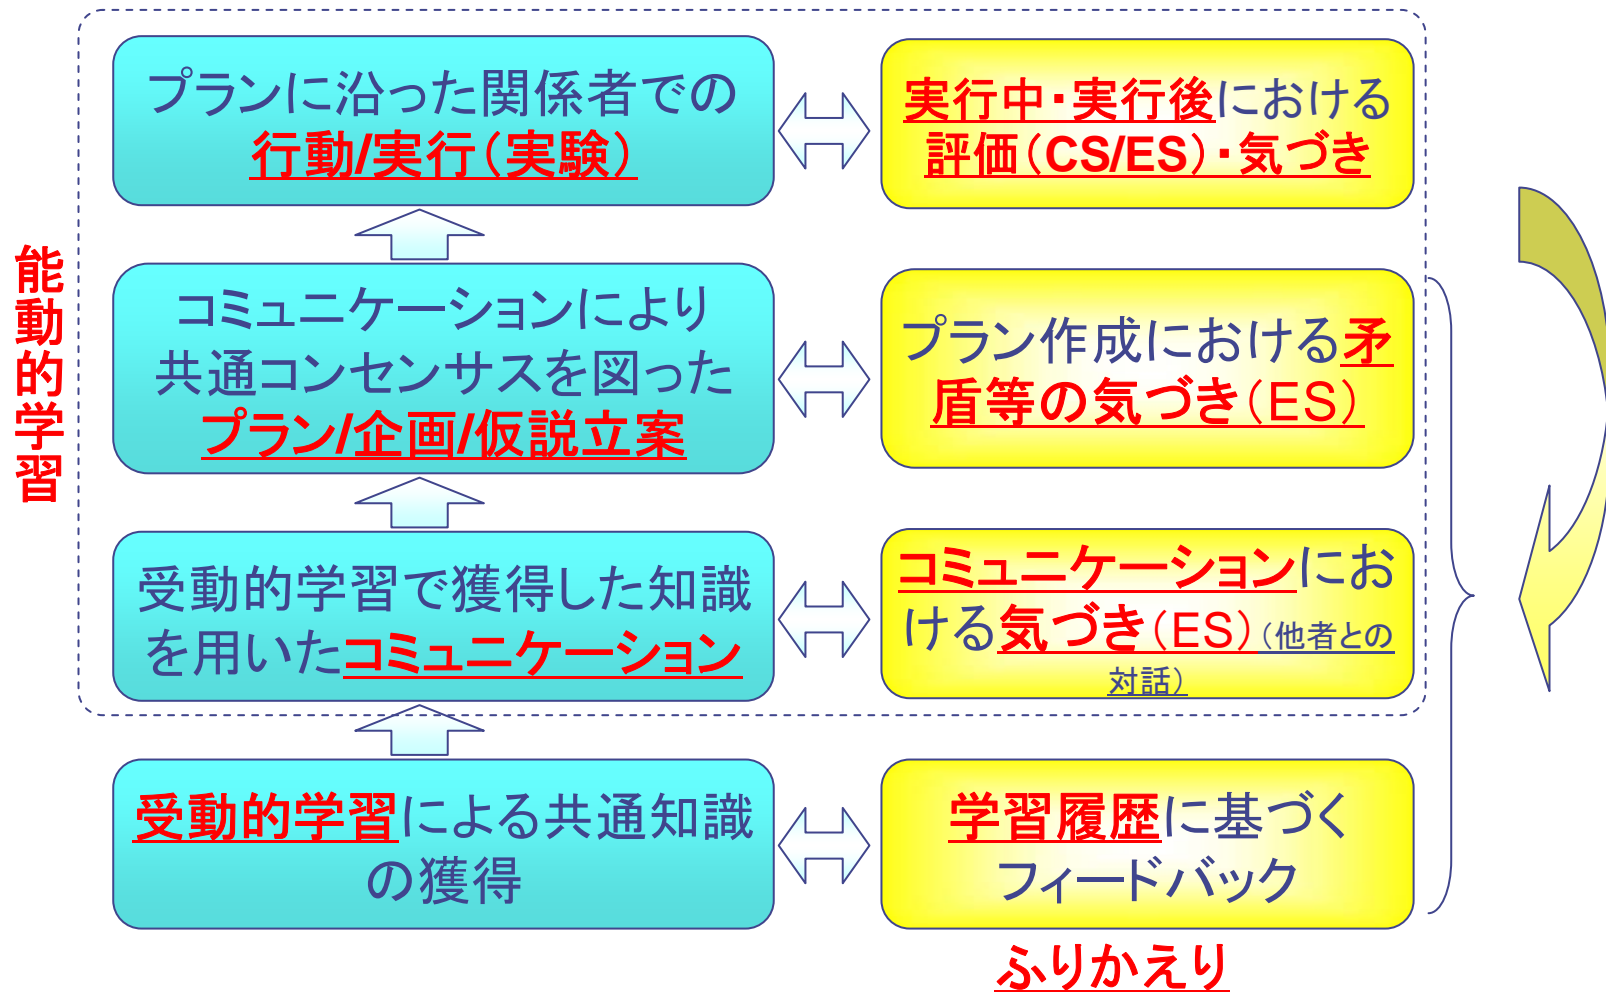 能動的学習
プランに沿った関係者での
行動/実行（実験）
実行中・実行後における
評価（CS/ES）・気づき
コミュニケーションにより
共通コンセンサスを図った
プラン/企画/仮説立案
プラン作成における矛
盾等の気づき（ES）
受動的学習で獲得した知識
を用いたコミュニケーション
コミュニケーションにお
ける気づき（ES）（他者との
対話）
受動的学習による共通知識
の獲得
学習履歴に基づく
フィードバック
ふりかえり